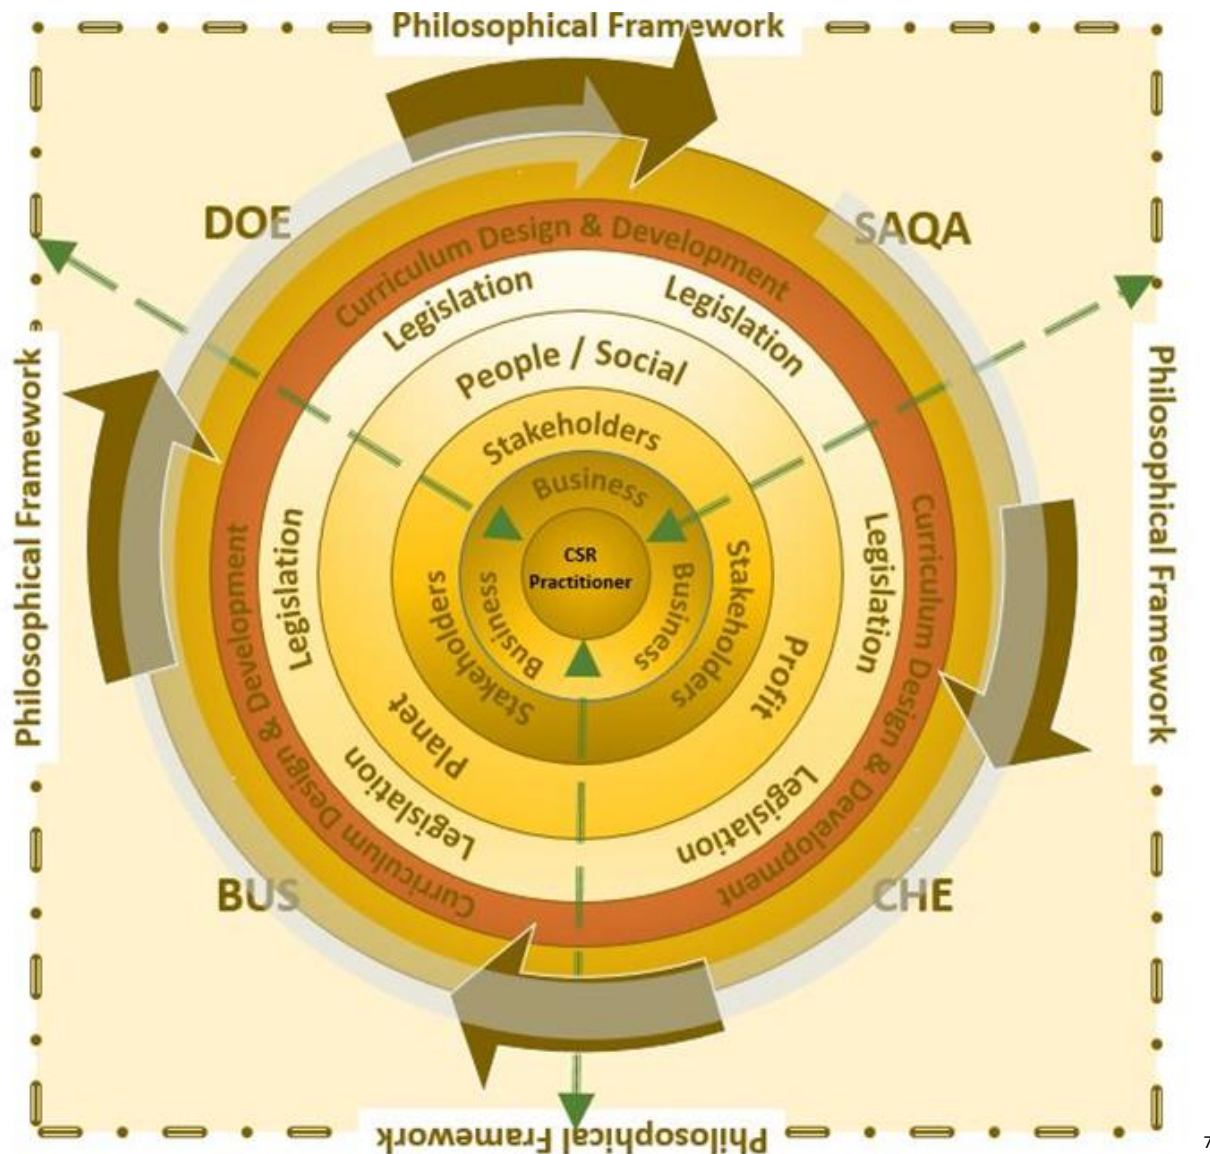 Philosophical Framework
DOE
SAQA
Curriculum Design & Development
Legislation
Legislation
People / Social
Stakeholders
Business
CSR
Practitioner
Philosophical Framework
Curriculum Design & Development
Legislation
Stakeholders
Business
Business
Stakeholders
Legislation
Curriculum Design & Development
Philosophical Framework
Planet
Profit
Legislation
Legislation
BUS
CHE
Philosophical Framework
7